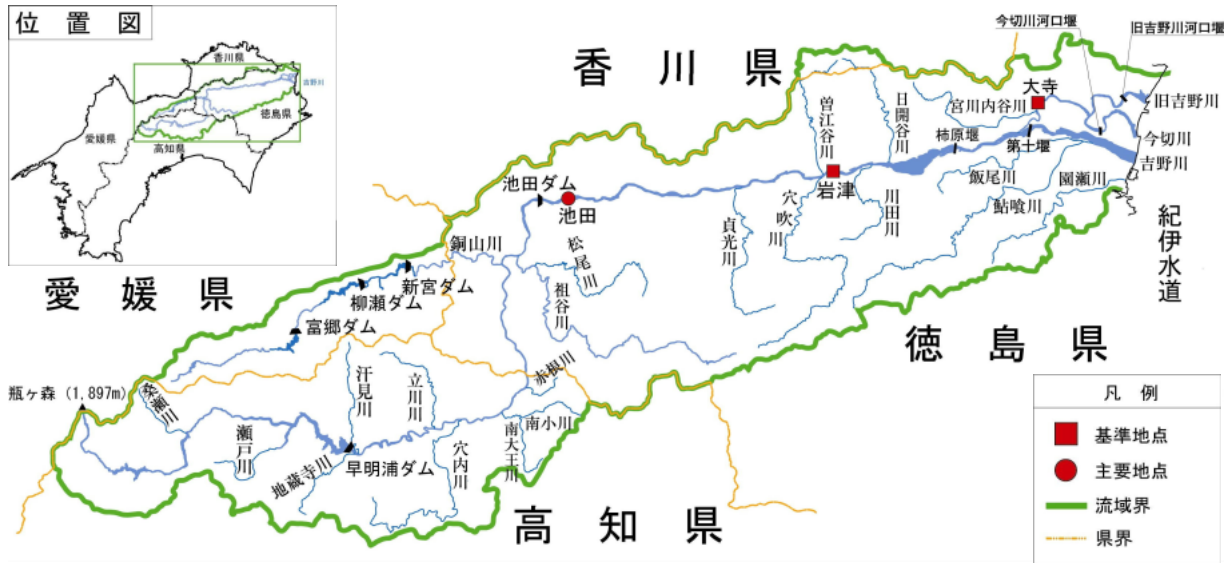 位置図
香川県
吉野川
徳島県
愛媛県
高知県
香川県
今切川河口堰
旧吉野川河口堰
大寺
宮川内谷川
旧吉野川
曽江谷川
日開谷川
柿原堰
第十堰
今切川
吉野川
池田ダム
池田
岩津
飯尾川
園瀬川
鮎喰川
穴吹川
川田川
貞光川
紀伊水道
銅山川
松尾川
祖谷川
新宮ダム
柳瀬ダム
富郷ダム
愛媛県
徳島県
瓶ヶ森 (1,897m)
桑瀬川
汗見川
立川川
赤根川
瀬戸川
地蔵寺川
早明浦ダム
穴内川
南大王川
南小川
高知県
凡例
基準地点
主要地点
流域界
県界